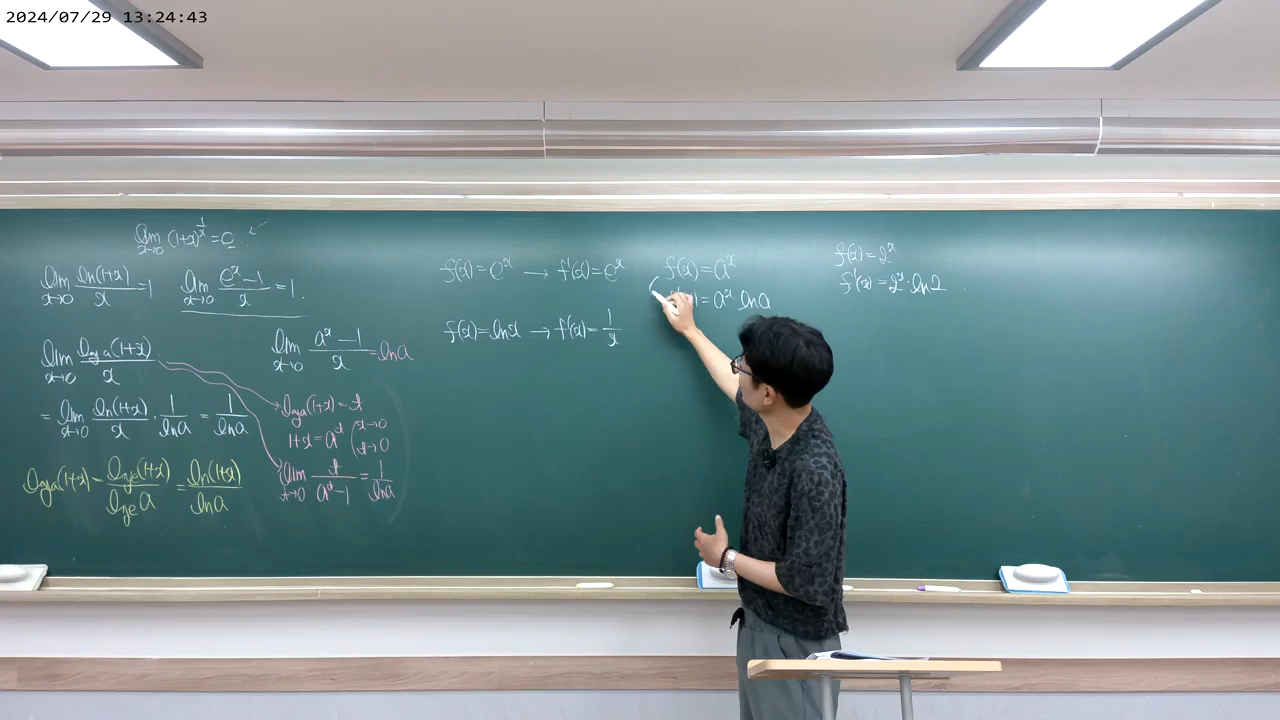 2024/07/29 13:24:43
lim x→0 (1+x)^(1/x) = e
lim x→0 ln(1+x)/x = 1
lim x→0 (e^x − 1)/x = 1.
lim x→0 log_a(1+x)/x
= lim x→0 ln(1+x)/x · 1/ln a = 1/ln a
log_a(1+x) = log_e(1+x)/log_e a = ln(1+x)/ln a
lim x→0 (a^x − 1)/x = ln a
log_a(1+x) = t
1+x = a^t (x→0
t→0
lim t→0 t/(a^t − 1) = 1/ln a
f(x) = e^x → f'(x) = e^x
f(x) = ln x → f'(x) = 1/x
f(x) = a^x
= a^x · ln a
f(x) = 2^x
f'(x) = 2^x · ln 2